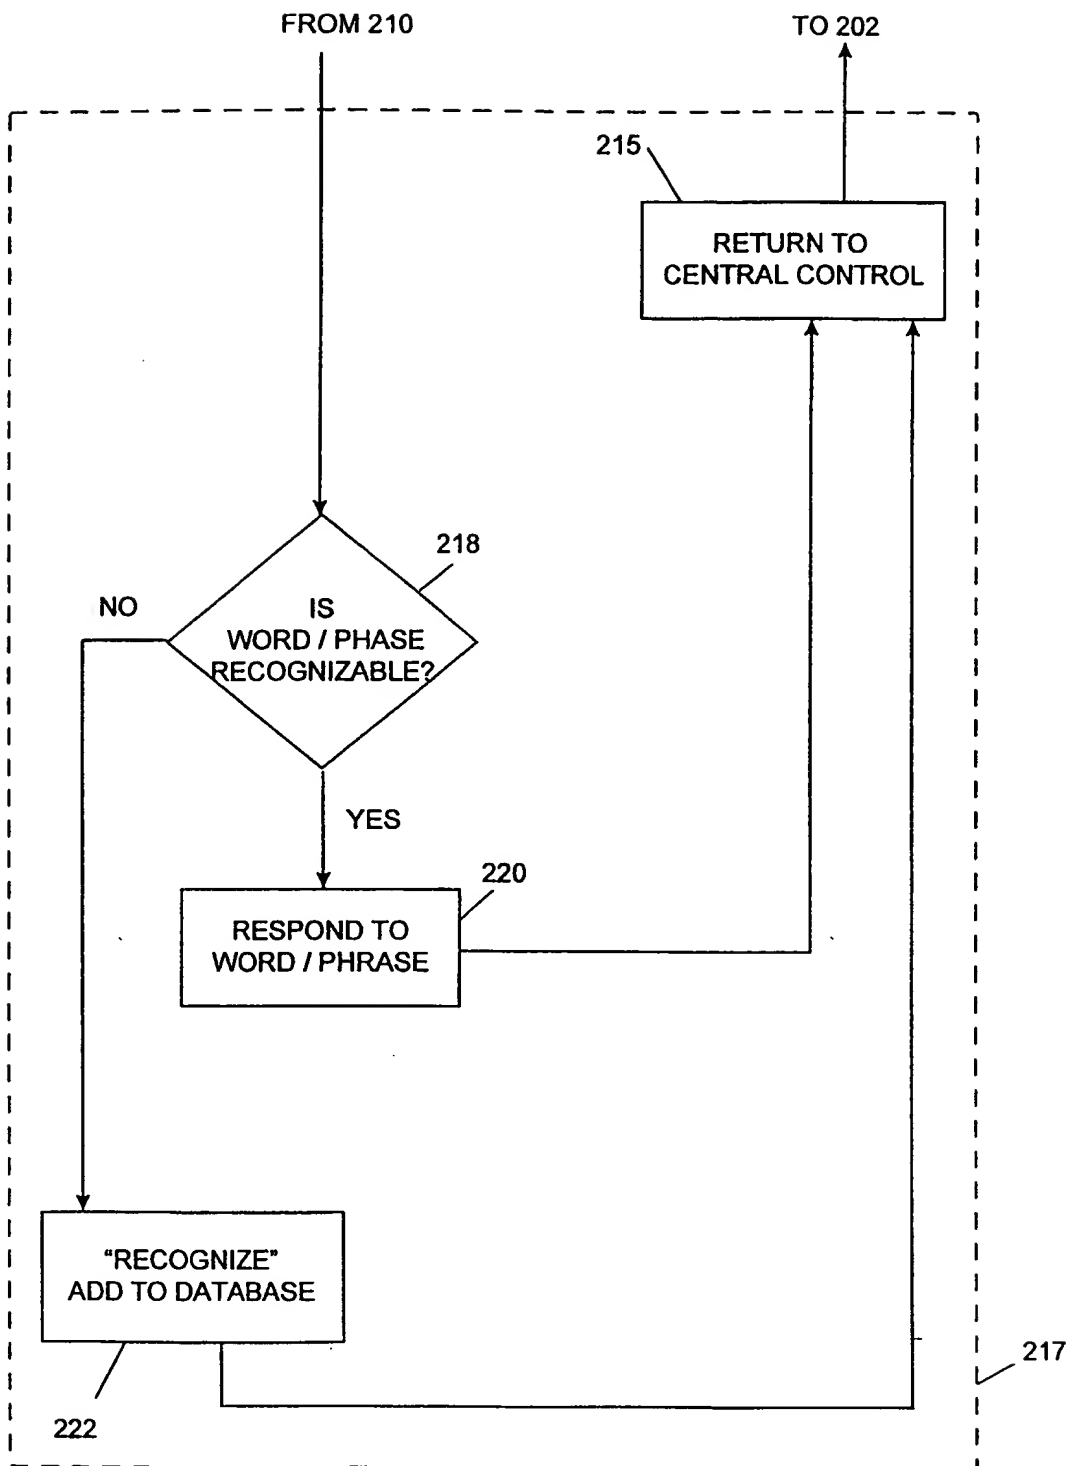 FROM 210
TO 202
215
RETURN TO
CENTRAL CONTROL
218
NO
IS
WORD / PHASE
RECOGNIZABLE?
YES
220
RESPOND TO
WORD / PHRASE
"RECOGNIZE"
ADD TO DATABASE
217
222